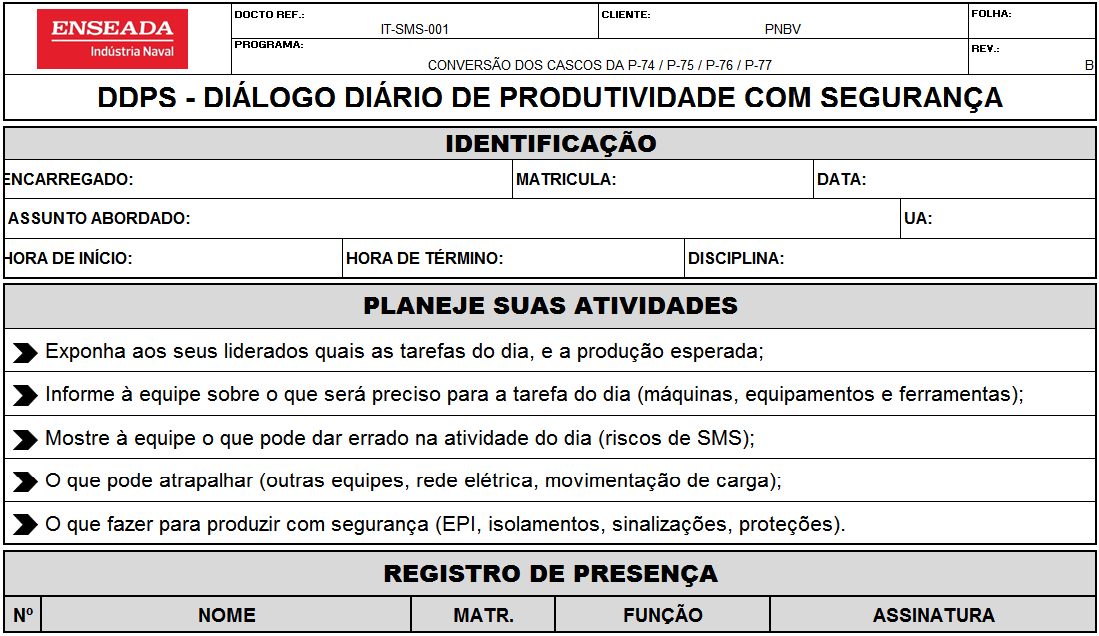 ENSEADA
Indústria Naval
DOCTO REF.:
IT-SMS-001
CLIENTE:
PNBV
FOLHA:
PROGRAMA:
CONVERSÃO DOS CASCOS DA P-74 / P-75 / P-76 / P-77
REV.:
B
DDPS - DIÁLOGO DIÁRIO DE PRODUTIVIDADE COM SEGURANÇA
IDENTIFICAÇÃO
ENCARREGADO: MATRICULA: DATA:
ASSUNTO ABORDADO: UA:
HORA DE INÍCIO: HORA DE TÉRMINO: DISCIPLINA:
PLANEJE SUAS ATIVIDADES
Exponha aos seus liderados quais as tarefas do dia, e a produção esperada;
Informe à equipe sobre o que será preciso para a tarefa do dia (máquinas, equipamentos e ferramentas);
Mostre à equipe o que pode dar errado na atividade do dia (riscos de SMS);
O que pode atrapalhar (outras equipes, rede elétrica, movimentação de carga);
O que fazer para produzir com segurança (EPI, isolamentos, sinalizações, proteções).
REGISTRO DE PRESENÇA
Nº NOME MATR. FUNÇÃO ASSINATURA